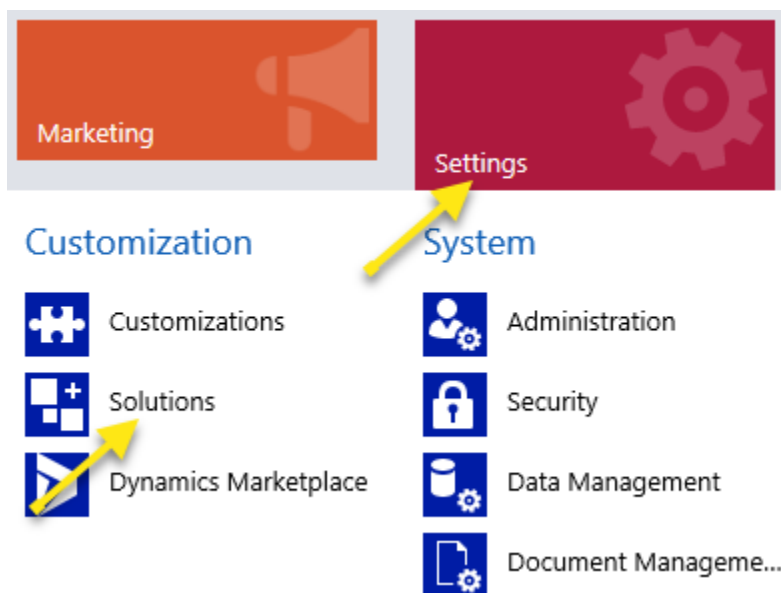 Marketing
Settings
Customization
System
Customizations
Administration
Solutions
Security
Dynamics Marketplace
Data Management
Document Manageme...